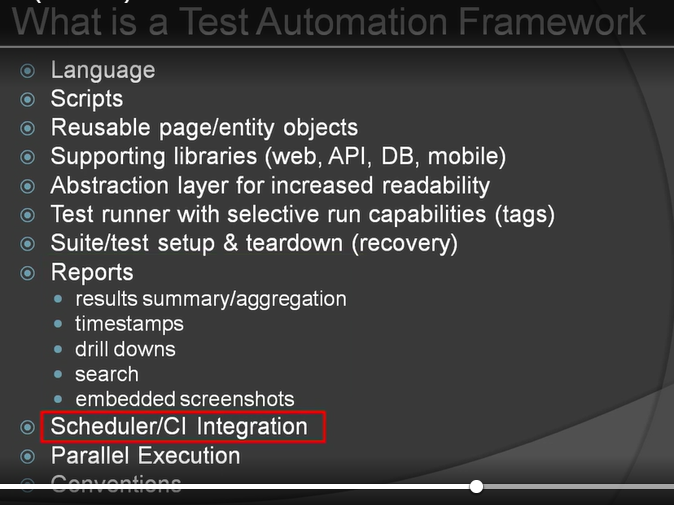 What is a Test Automation Framework
Language
Scripts
Reusable page/entity objects
Supporting libraries (web, API, DB, mobile)
Abstraction layer for increased readability
Test runner with selective run capabilities (tags)
Suite/test setup & teardown (recovery)
Reports
results summary/aggregation
timestamps
drill downs
search
embedded screenshots
Scheduler/CI Integration
Parallel Execution
Conventions